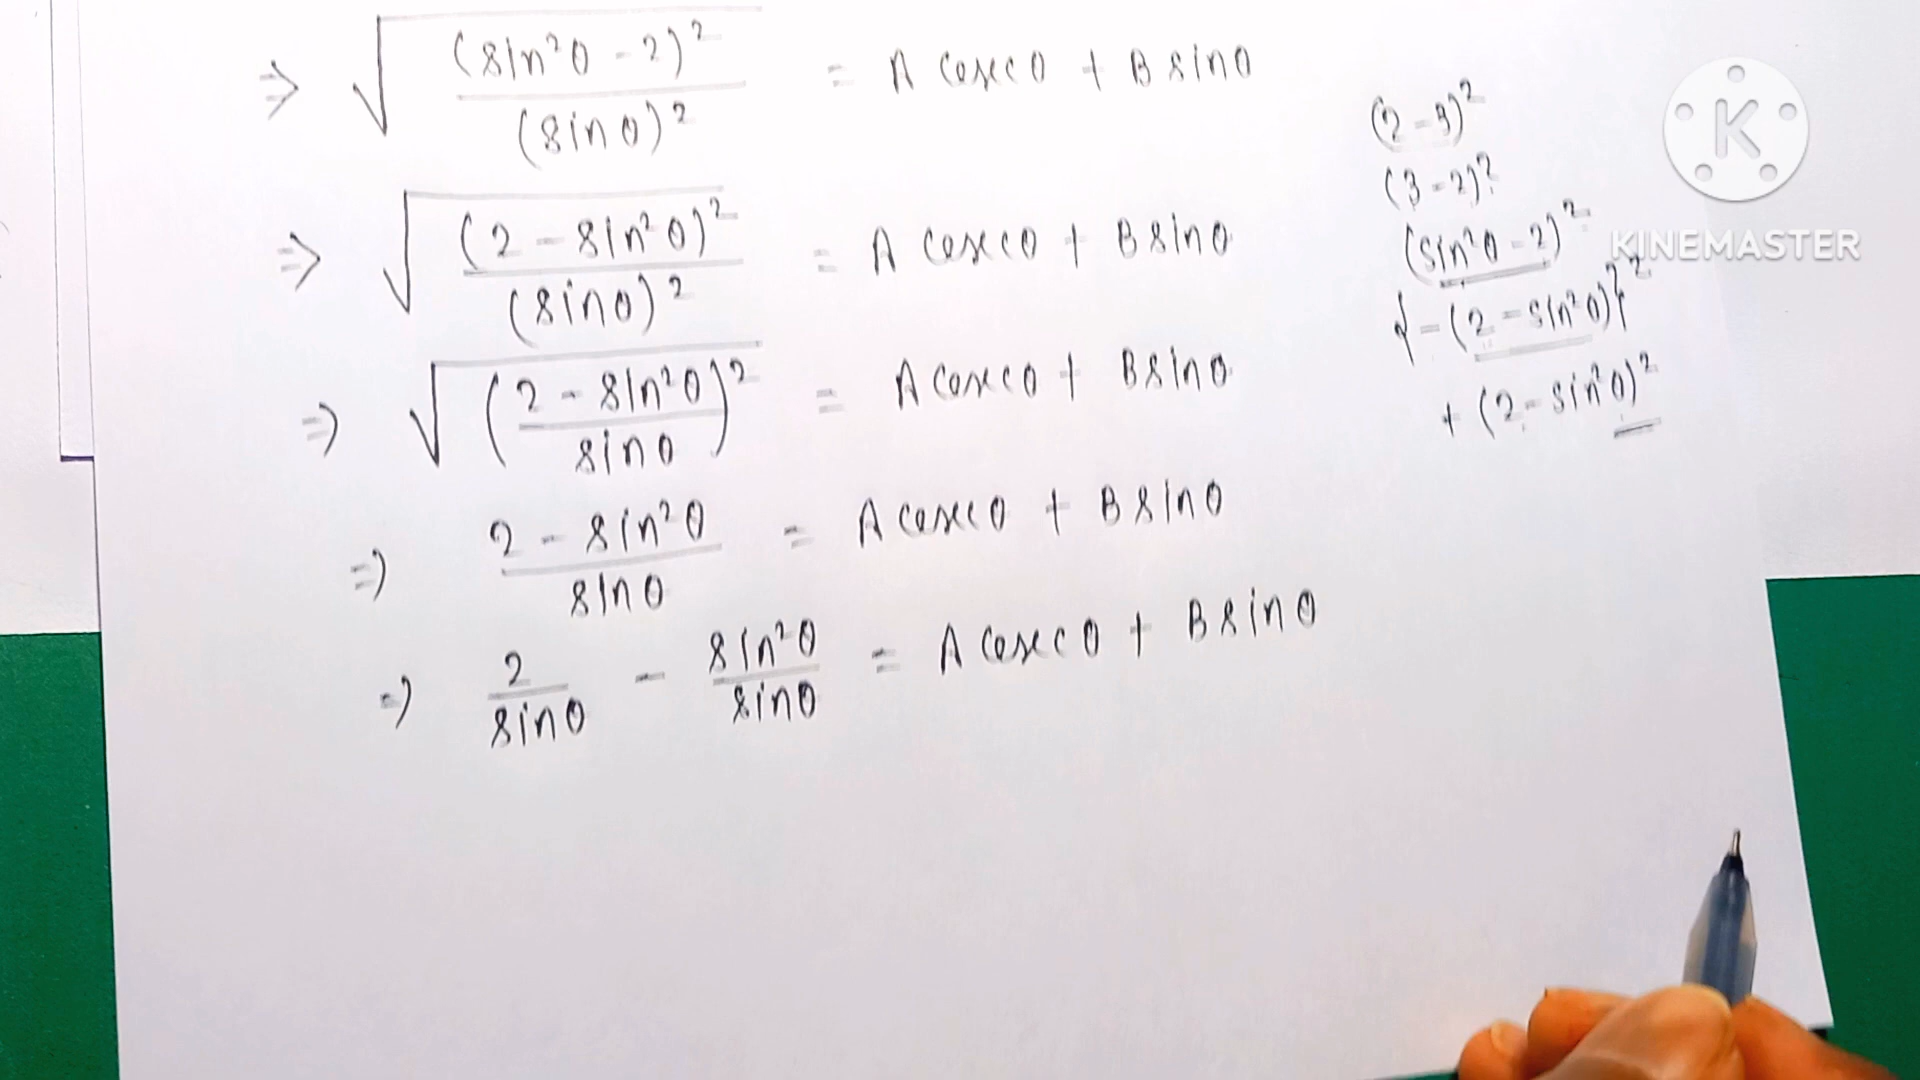 ⇒ √((sin²θ - 2)² / (sinθ)²) = A cosecθ + B sinθ
⇒ √((2 - sin²θ)² / (sinθ)²) = A cosecθ + B sinθ
⇒ √((2 - sin²θ / sinθ)²) = A cosecθ + B sinθ
⇒ 2 - sin²θ / sinθ = A cosecθ + B sinθ
⇒ 2 / sinθ - sin²θ / sinθ = A cosecθ + B sinθ
(2 - 3)²
(3 - 2)²
(sin²θ - 2)²
{-(2 - sin²θ)}²
+ (2 - sin²θ)²
K
KINEMASTER